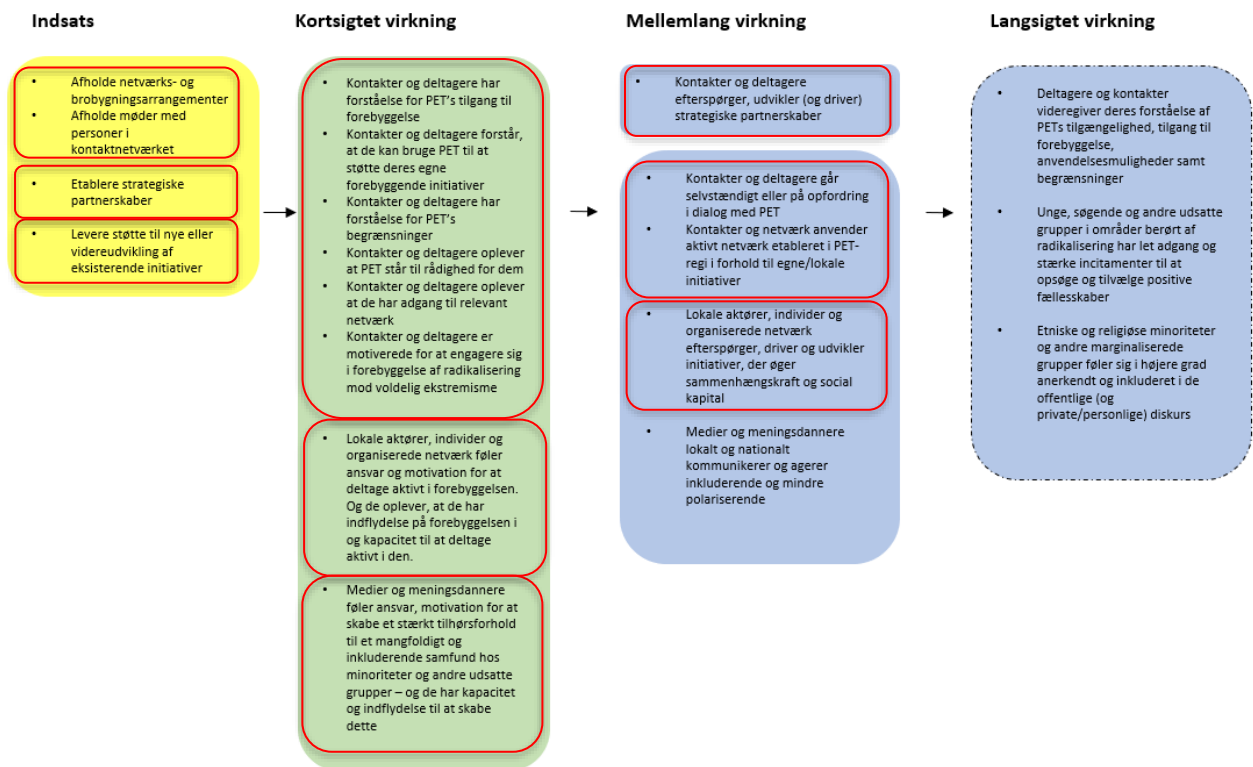 Indsats
• Afholde netværks- og
brobygningsarrangementer
• Afholde møder med
personer i
kontaktnetværket
• Etablere strategiske
partnerskaber
• Levere støtte til nye eller
videreudvikling af
eksisterende initiativer
Kortsigtet virkning
• Kontakter og deltagere har
forståelse for PET's tilgang til
forebyggelse
• Kontakter og deltagere forstår,
at de kan bruge PET til at
støtte deres egne
forebyggende initiativer
• Kontakter og deltagere har
forståelse for PET's
begrænsninger
• Kontakter og deltagere oplever
at PET står til rådighed for dem
• Kontakter og deltagere oplever
at de har adgang til relevant
netværk
• Kontakter og deltagere er
motiverede for at engagere sig
i forebyggelse af radikalisering
mod voldelig ekstremisme
• Lokale aktører, individer og
organiserede netværk føler
ansvar og motivation for at
deltage aktivt i forebyggelsen.
Og de oplever, at de har
indflydelse på forebyggelsen i
og kapacitet til at deltage
aktivt i den.
• Medier og meningsdannere
føler ansvar, motivation for at
skabe et stærkt tilhørsforhold
til et mangfoldigt og
inkluderende samfund hos
minoriteter og andre udsatte
grupper – og de har kapacitet
og indflydelse til at skabe
dette
Mellemlang virkning
• Kontakter og deltagere
efterspørger, udvikler (og driver)
strategiske partnerskaber
• Kontakter og deltagere går
selvstændigt eller på opfordring
i dialog med PET
• Kontakter og netværk anvender
aktivt netværk etableret i PET-
regi i forhold til egne/lokale
initiativer
• Lokale aktører, individer og
organiserede netværk
efterspørger, driver og udvikler
initiativer, der øger
sammenhængskraft og social
kapital
• Medier og meningsdannere
lokalt og nationalt
kommunikerer og agerer
inkluderende og mindre
polariserende
Langsigtet virkning
• Deltagere og kontakter
videregiver deres forståelse af
PETs tilgængelighed, tilgang til
forebyggelse,
anvendelsesmuligheder samt
begrænsninger
• Unge, søgende og andre udsatte
grupper i områder berørt af
radikalisering har let adgang og
stærke incitamenter til at
opsøge og tilvælge positive
fællesskaber
• Etniske og religiøse minoriteter
og andre marginaliserede
grupper føler sig i højere grad
anerkendt og inkluderet i de
offentlige (og
private/personlige) diskurs